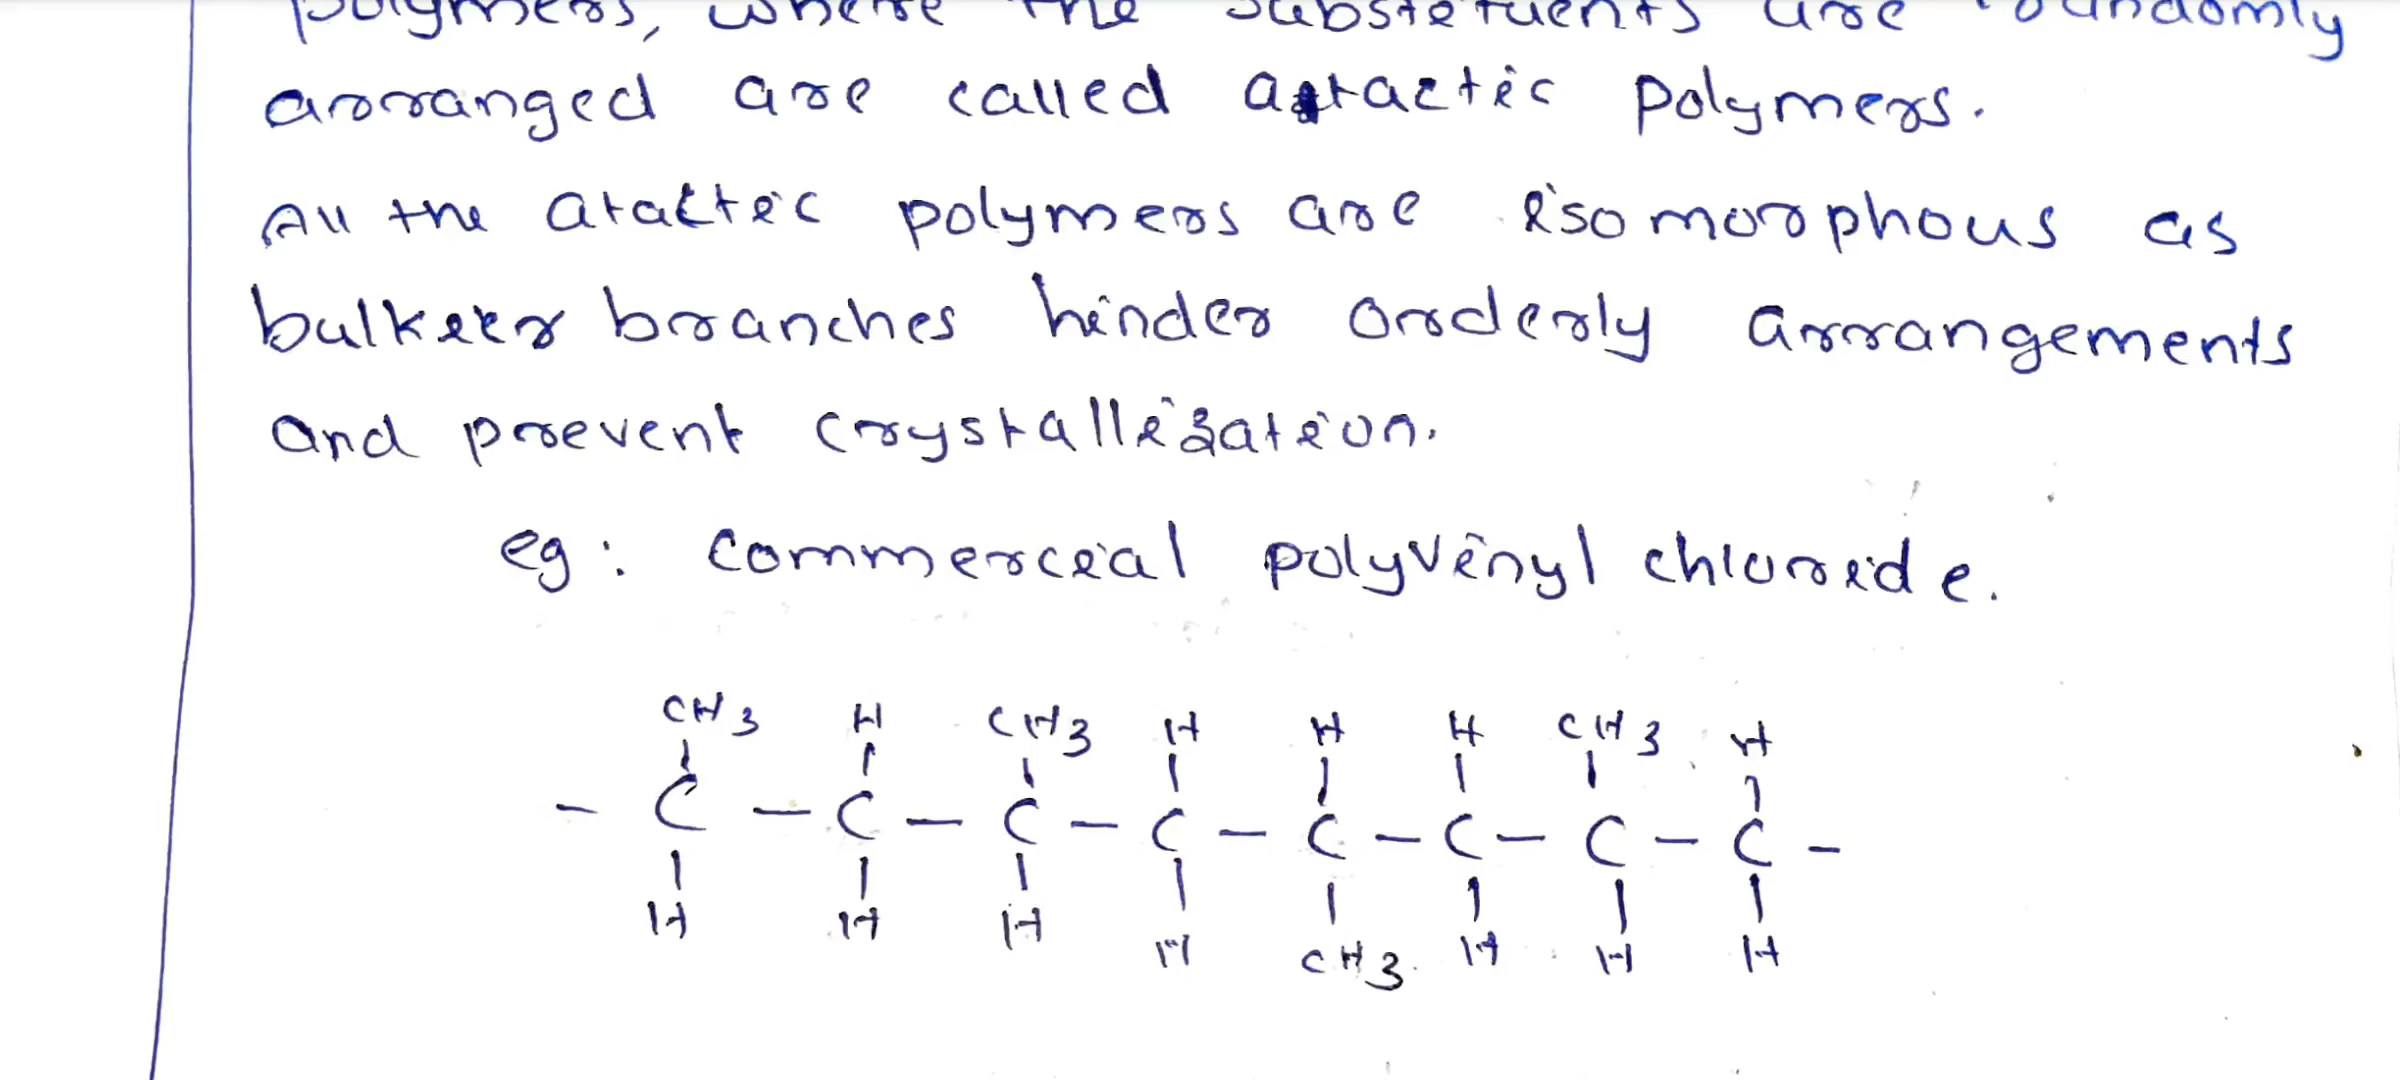 polymers, where the substituents are randomly
arranged are called atactic polymers.
All the atactic polymers are isomorphous as
bulkier branches hinder orderly arrangements
and prevent crystallization.
eg: Commercial polyvinyl chloride.
CH3 H CH3 H H H CH3 H
- C - C - C - C - C - C - C - C -
H H H H CH3 H H H